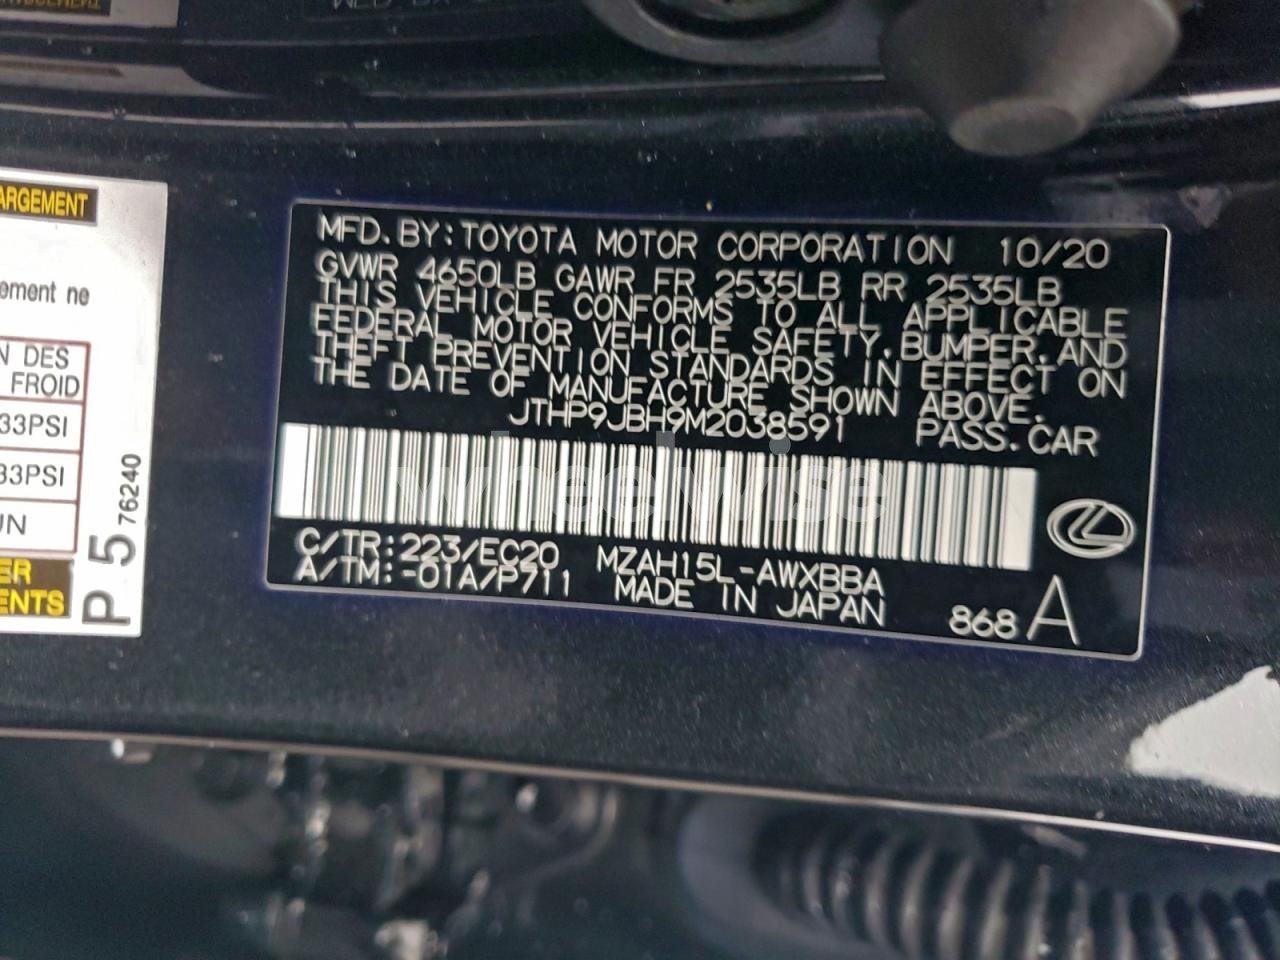 ARGEMENT
ement ne
N DES
FROID
33PSI
33PSI
UN
ER
ENTS
P 5 76240
MFD.BY:TOYOTA MOTOR CORPORATION 10/20
GVWR 4650LB GAWR FR 2535LB RR 2535LB
THIS VEHICLE CONFORMS TO ALL APPLICABLE
FEDERAL MOTOR VEHICLE SAFETY,BUMPER,AND
THEFT PREVENTION STANDARDS IN EFFECT ON
THE DATE OF MANUFACTURE SHOWN ABOVE.
JTHP9JBH9M2038591 PASS.CAR
wheelwise
C/TR:223/EC20 MZAH15L-AWXBBA
A/TM:-01A/P711 MADE IN JAPAN
868 A